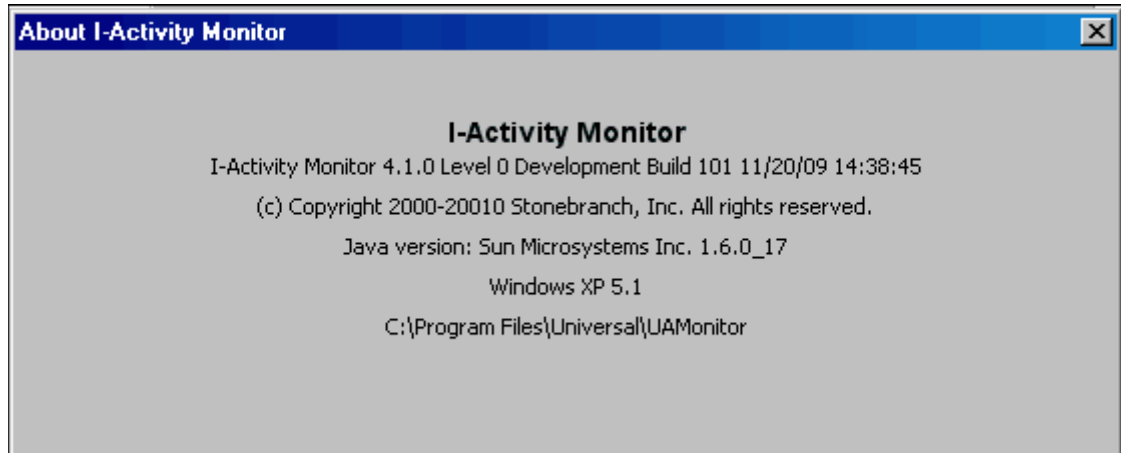 About I-Activity Monitor
I-Activity Monitor
I-Activity Monitor 4.1.0 Level 0 Development Build 101 11/20/09 14:38:45
(c) Copyright 2000-20010 Stonebranch, Inc. All rights reserved.
Java version: Sun Microsystems Inc. 1.6.0_17
Windows XP 5.1
C:\Program Files\Universal\UAMonitor